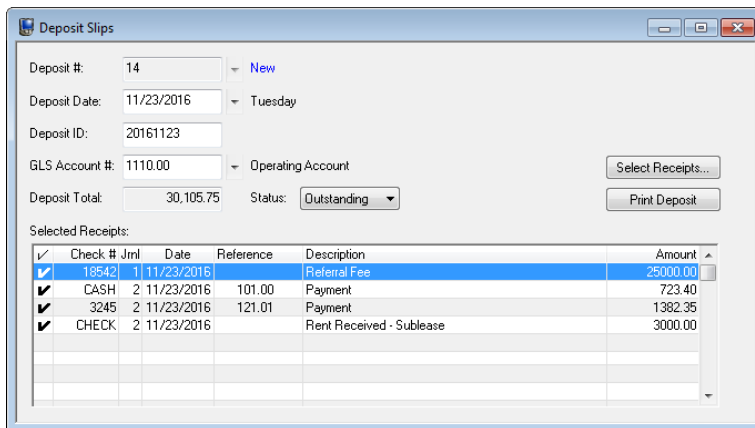 Deposit Slips
Deposit #: 14 New
Deposit Date: 11/23/2016 Tuesday
Deposit ID: 20161123
GLS Account #: 1110.00 Operating Account Select Receipts...
Deposit Total: 30,105.75 Status: Outstanding Print Deposit
Selected Receipts:
Check # Jrnl Date Reference Description Amount
18542 1 11/23/2016 Referral Fee 25000.00
CASH 2 11/23/2016 101.00 Payment 723.40
3245 2 11/23/2016 121.01 Payment 1382.35
CHECK 2 11/23/2016 Rent Received - Sublease 3000.00